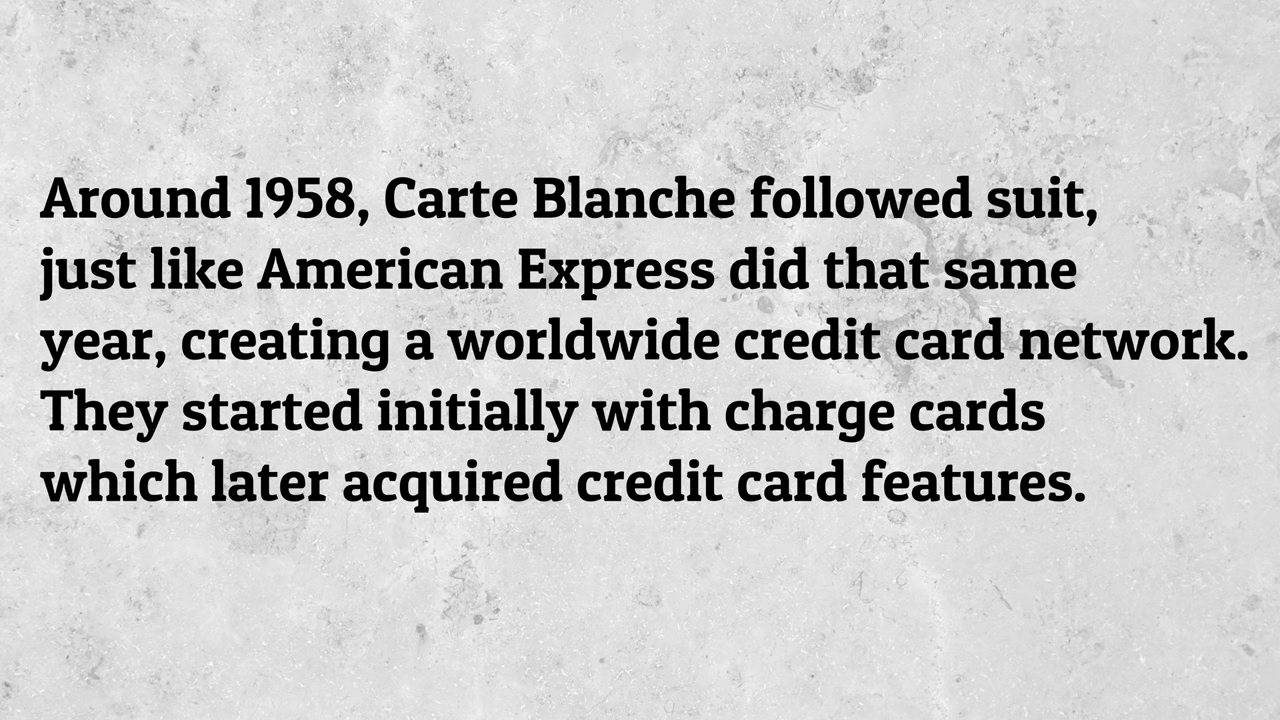 Around 1958, Carte Blanche followed suit,
just like American Express did that same
year, creating a worldwide credit card network.
They started initially with charge cards
which later acquired credit card features.